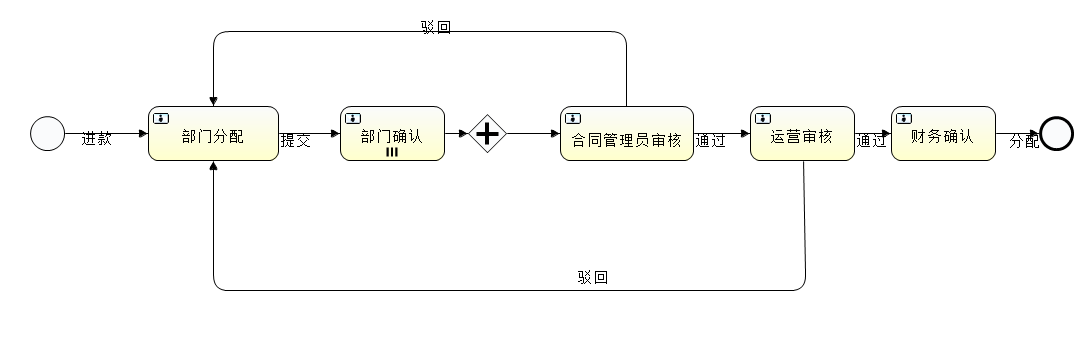 驳回
进款
部门分配
提交
部门确认
合同管理员审核
通过
运营审核
通过
财务确认
分配
驳回